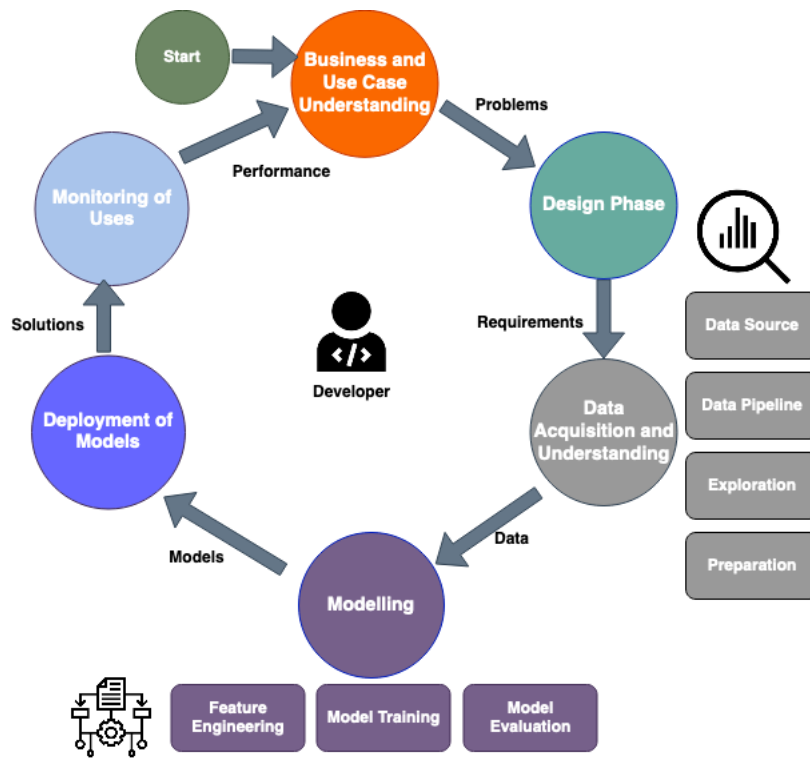 Start
Business and
Use Case
Understanding
Problems
Performance
Monitoring of
Uses
Design Phase
Solutions
Requirements
Data Source
Developer
Deployment of
Models
Data
Acquisition and
Understanding
Data Pipeline
Exploration
Data
Models
Preparation
Modelling
Feature
Engineering
Model Training
Model
Evaluation